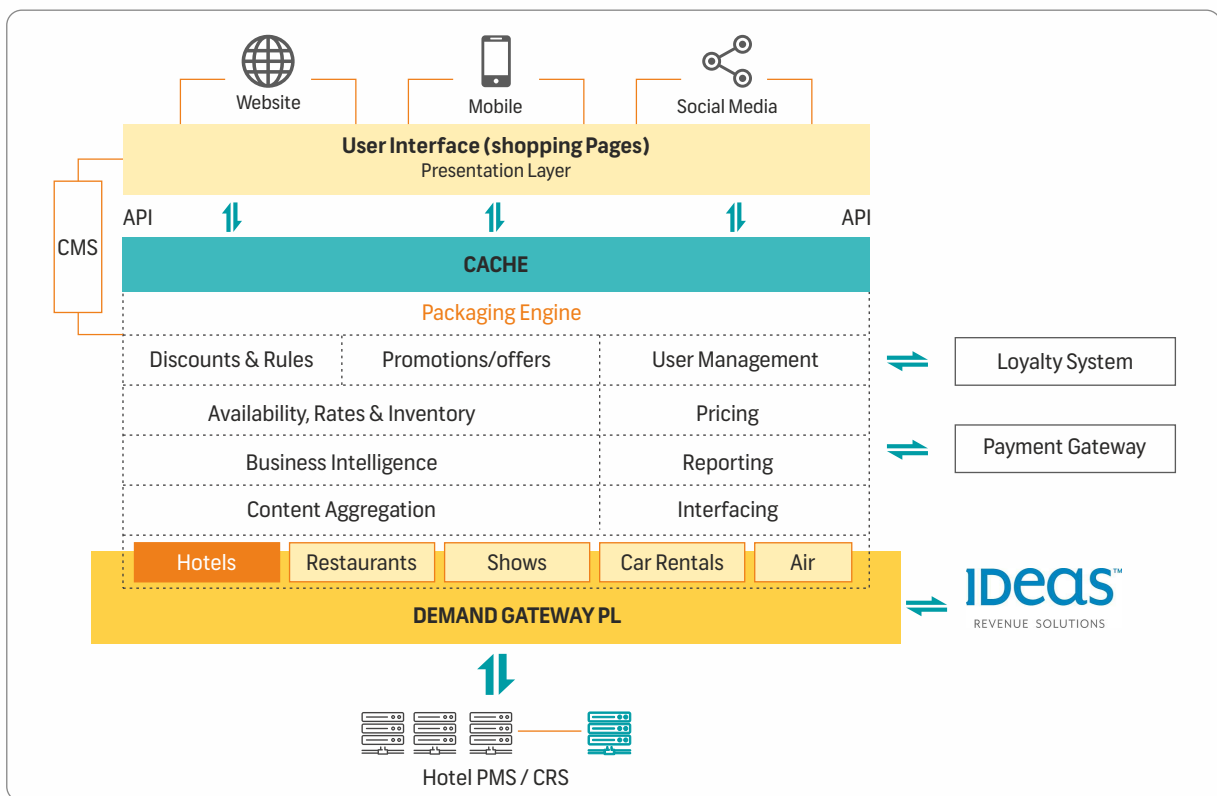 Website
Mobile
Social Media
User Interface (shopping Pages)
Presentation Layer
API
API
CMS
CACHE
Packaging Engine
Discounts & Rules
Promotions/offers
User Management
Loyalty System
Availability, Rates & Inventory
Pricing
Business Intelligence
Reporting
Payment Gateway
Content Aggregation
Interfacing
Hotels
Restaurants
Shows
Car Rentals
Air
DEMAND GATEWAY PL
IDeaS™
REVENUE SOLUTIONS
Hotel PMS / CRS